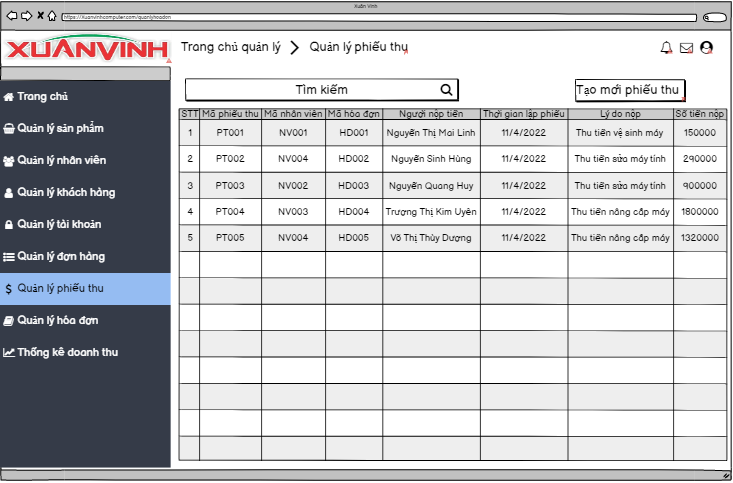 Xuân Vinh
https://Xuanvinhcomputer.com/quanlyhoadon
XUÂNVINH
Trang chủ quản lý > Quản lý phiếu thu
Tìm kiếm
Tạo mới phiếu thu
Trang chủ
Quản lý sản phẩm
Quản lý nhân viên
Quản lý khách hàng
Quản lý tài khoản
Quản lý đơn hàng
$ Quản lý phiếu thu
Quản lý hóa đơn
Thống kê doanh thu
STT Mã phiếu thu Mã nhân viên Mã hóa đơn Người nộp tiền Thời gian lập phiếu Lý do nộp Số tiền nộp
1 PT001 NV001 HD001 Nguyễn Thị Mai Linh 11/4/2022 Thu tiền vệ sinh máy 150000
2 PT002 NV004 HD002 Nguyễn Sinh Hùng 11/4/2022 Thu tiền sửa máy tính 290000
3 PT003 NV002 HD003 Nguyễn Quang Huy 11/4/2022 Thu tiền sửa máy tính 900000
4 PT004 NV003 HD004 Trương Thị Kim Uyên 11/4/2022 Thu tiền nâng cấp máy 1800000
5 PT005 NV004 HD005 Võ Thị Thùy Dương 11/4/2022 Thu tiền nâng cấp máy 1320000